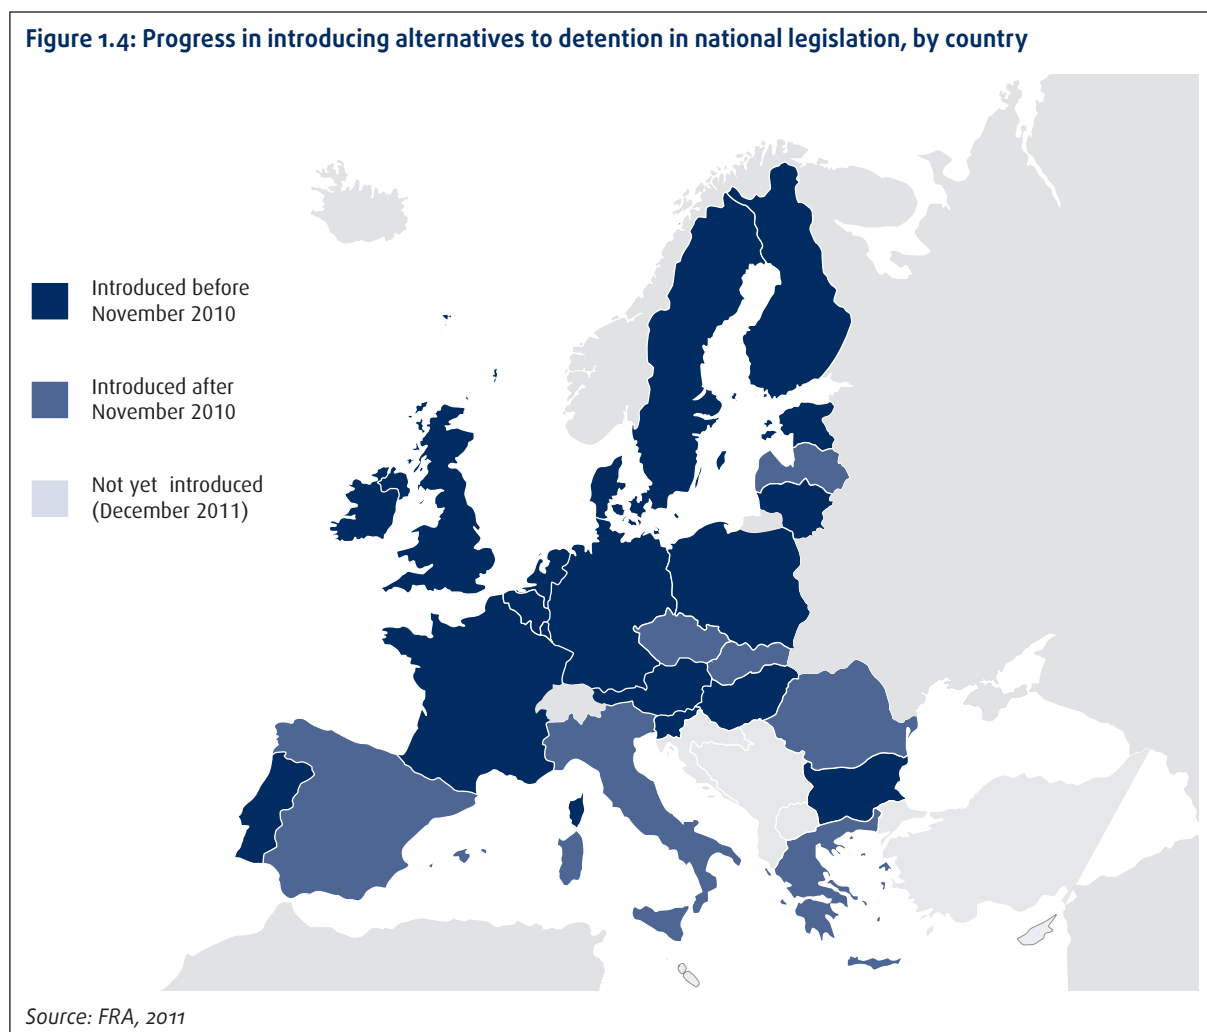 Figure 1.4: Progress in introducing alternatives to detention in national legislation, by country
Introduced before
November 2010
Introduced after
November 2010
Not yet introduced
(December 2011)
Source: FRA, 2011